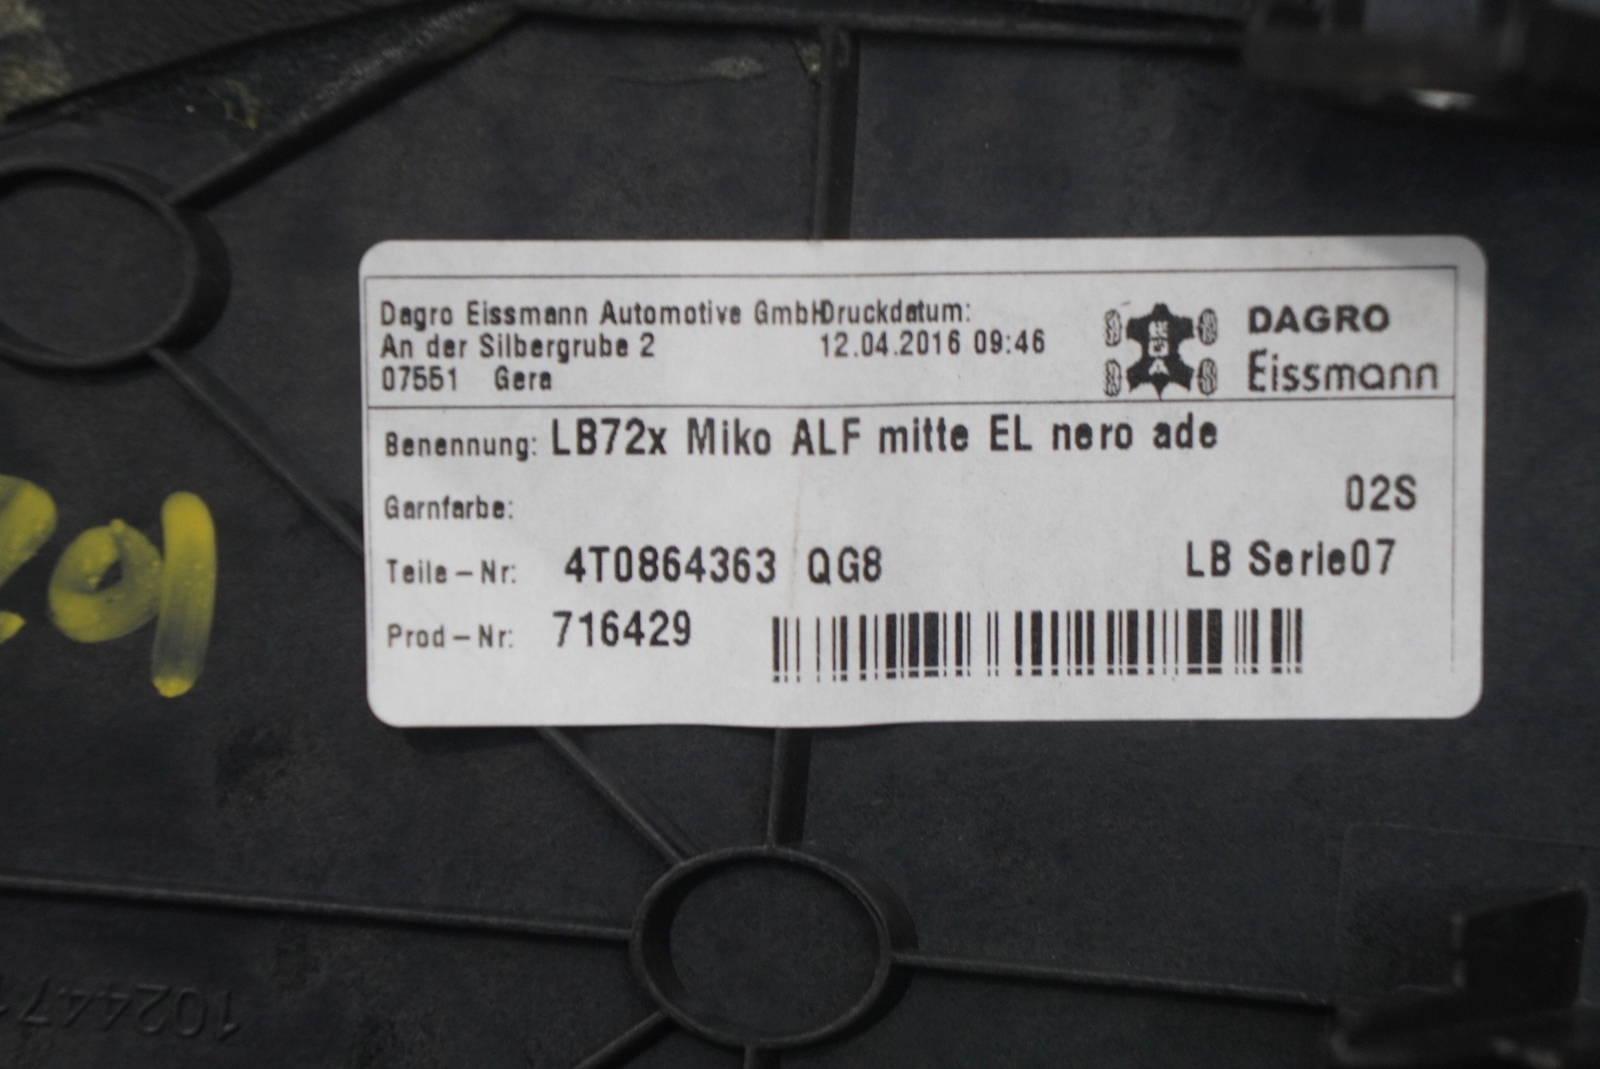 Dagro Eissmann Automotive GmbH Druckdatum:
An der Silbergrube 2 12.04.2016 09:46
07551 Gera
DAGRO
Eissmann
Benennung: LB72x Miko ALF mitte EL nero ade
02S
Garnfarbe:
Teile-Nr: 4T0864363 QG8 LB Serie07
Prod-Nr: 716429